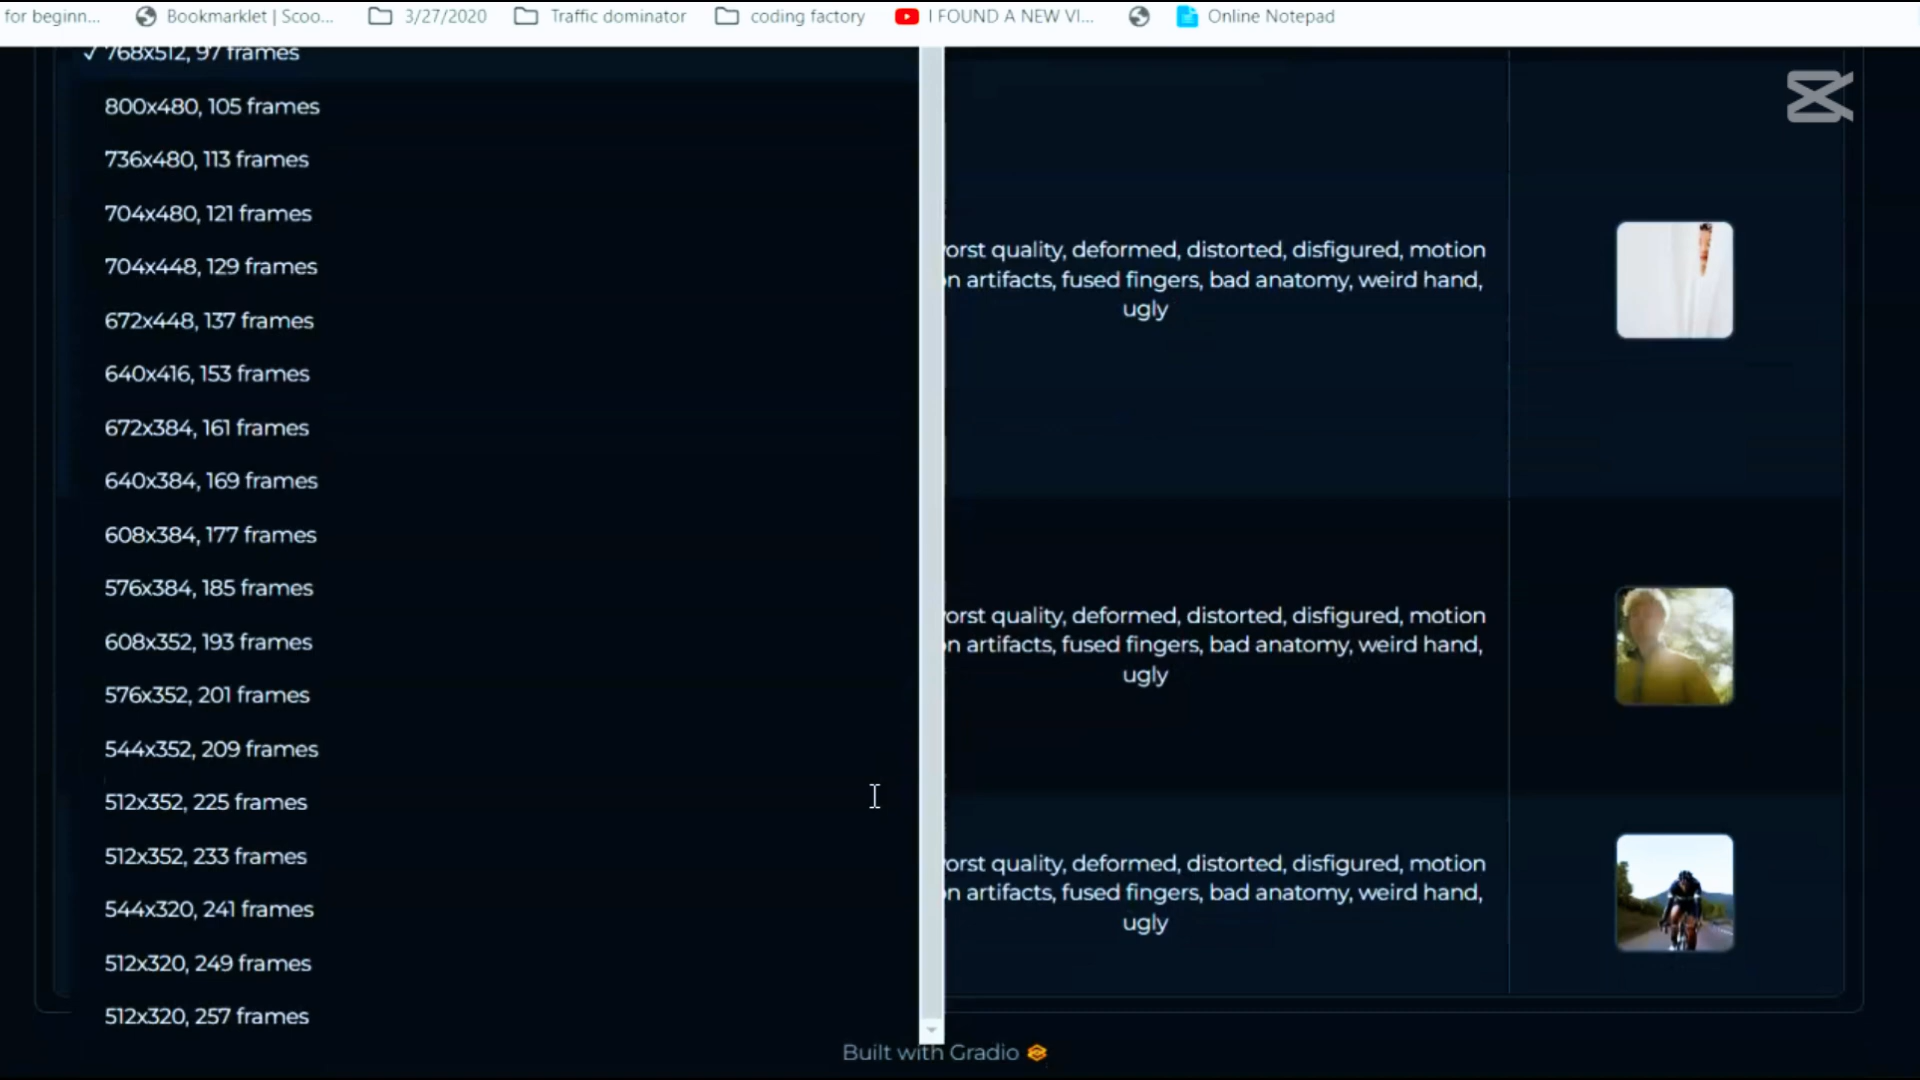 for beginn...
Bookmarklet | Scoo...
3/27/2020
Traffic dominator
coding factory
I FOUND A NEW VI...
Online Notepad
✓ 768x512, 97 frames
800x480, 105 frames
736x480, 113 frames
704x480, 121 frames
704x448, 129 frames
672x448, 137 frames
640x416, 153 frames
672x384, 161 frames
640x384, 169 frames
608x384, 177 frames
576x384, 185 frames
608x352, 193 frames
576x352, 201 frames
544x352, 209 frames
512x352, 225 frames
512x352, 233 frames
544x320, 241 frames
512x320, 249 frames
512x320, 257 frames
quality, deformed, distorted, disfigured, motion
artifacts, fused fingers, bad anatomy, weird hand,
ugly
quality, deformed, distorted, disfigured, motion
artifacts, fused fingers, bad anatomy, weird hand,
ugly
quality, deformed, distorted, disfigured, motion
artifacts, fused fingers, bad anatomy, weird hand,
ugly
Built with Gradio